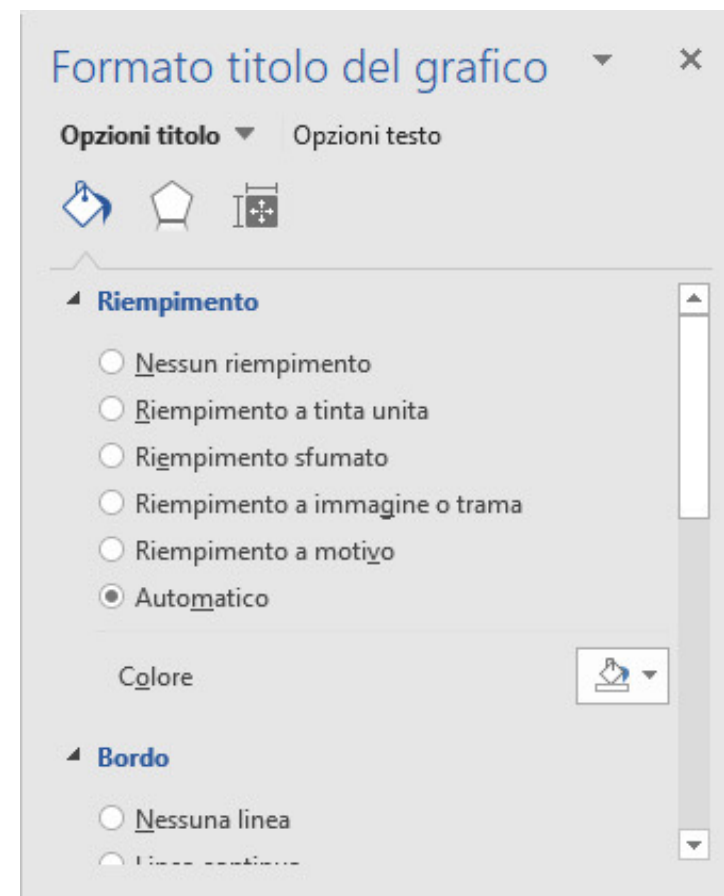 Formato titolo del grafico
Opzioni titolo Opzioni testo
Riempimento
Nessun riempimento
Riempimento a tinta unita
Riempimento sfumato
Riempimento a immagine o trama
Riempimento a motivo
Automatico
Colore
Bordo
Nessuna linea